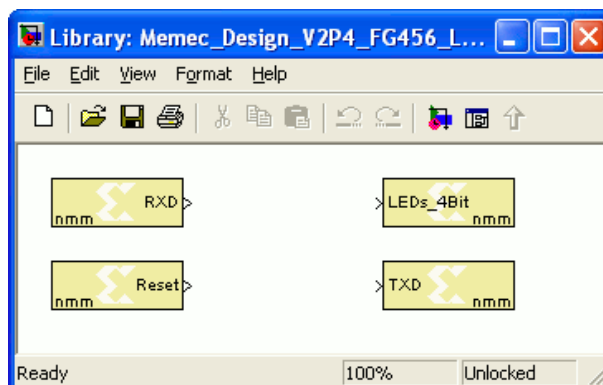 Library: Memec_Design_V2P4_FG456_L...
File Edit View Format Help
RXD
nmm
LEDs_4Bit
nmm
Reset
nmm
TXD
nmm
Ready 100% Unlocked